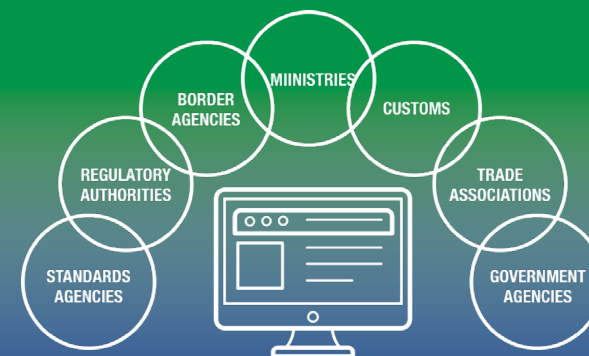 MIINISTRIES
BORDER
AGENCIES
CUSTOMS
REGULATORY
AUTHORITIES
TRADE
ASSOCIATIONS
STANDARDS
AGENCIES
GOVERNMENT
AGENCIES